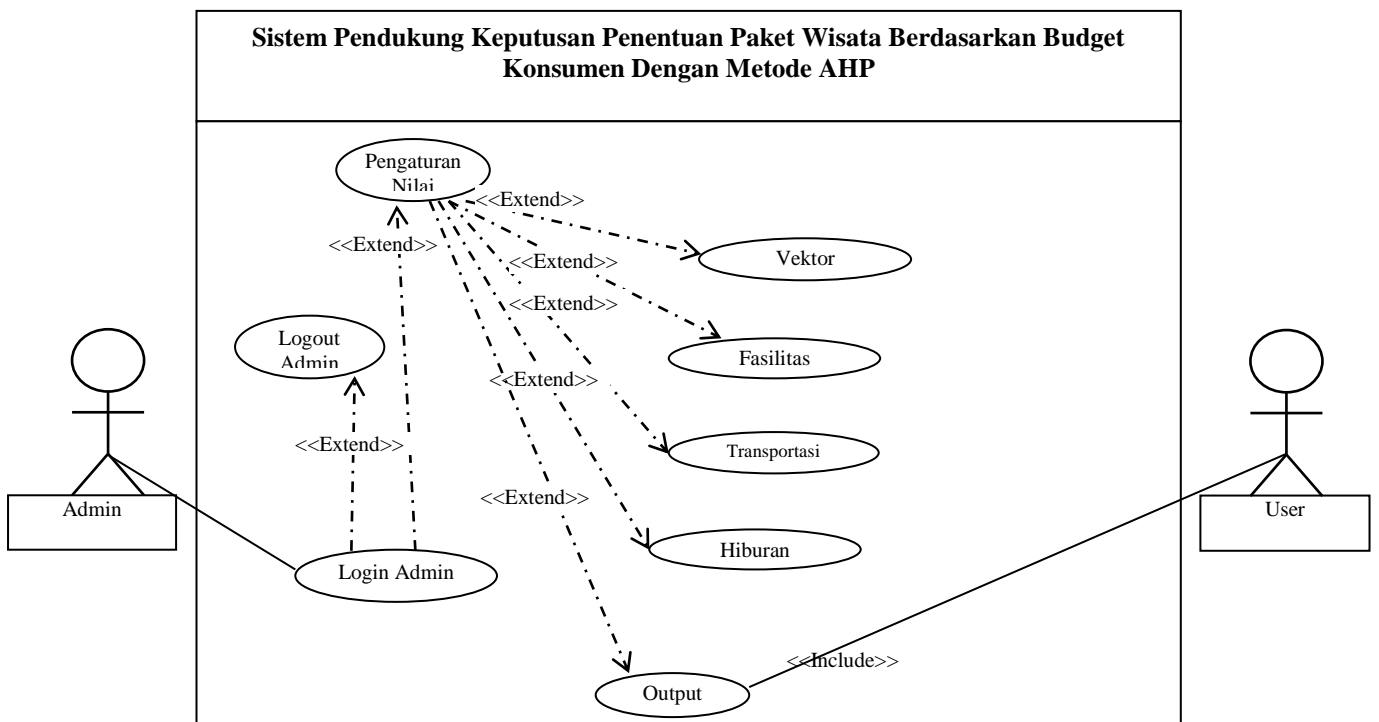 Sistem Pendukung Keputusan Penentuan Paket Wisata Berdasarkan Budget
Konsumen Dengan Metode AHP
Pengaturan
Nilai
<<Extend>>
<<Extend>>
Vektor
<<Extend>>
<<Extend>>
Logout
Admin
Fasilitas
<<Extend>>
<<Extend>>
Transportasi
<<Extend>>
Admin
User
Hiburan
Login Admin
<<Include>>
Output